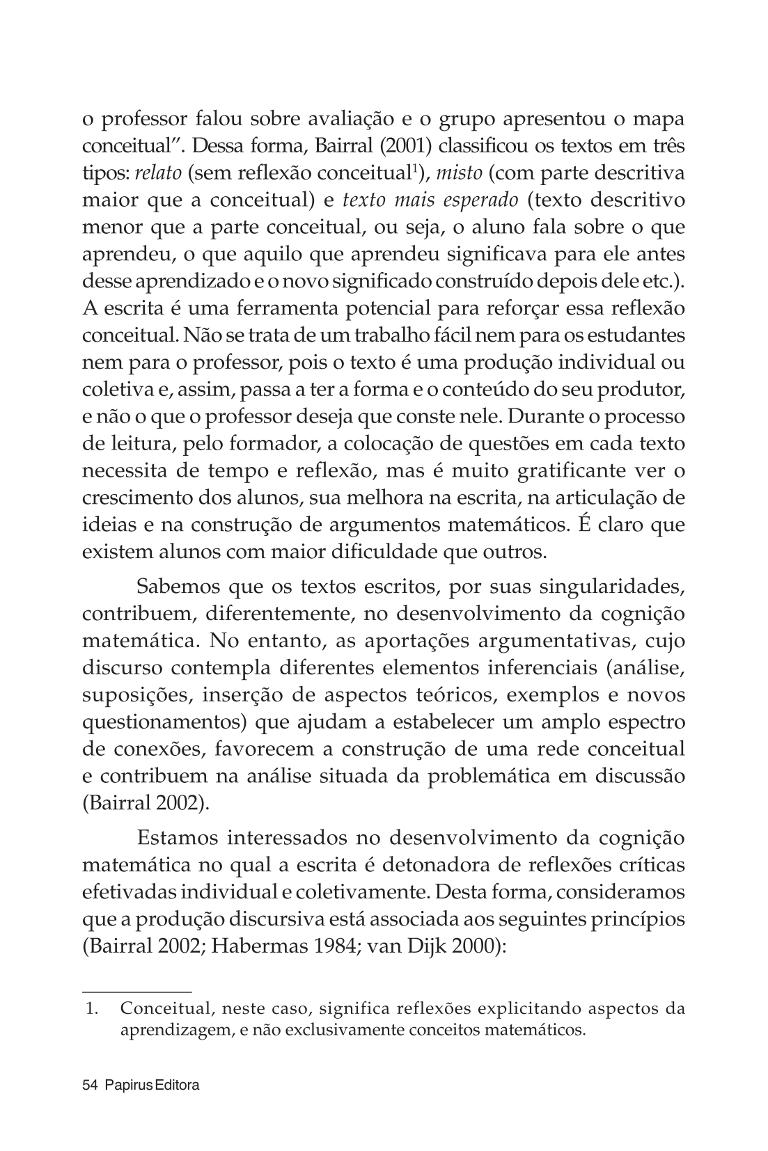 o professor falou sobre avaliação e o grupo apresentou o mapa
conceitual”. Dessa forma, Bairral (2001) classificou os textos em três
tipos: relato (sem reflexão conceitual¹), misto (com parte descritiva
maior que a conceitual) e texto mais esperado (texto descritivo
menor que a parte conceitual, ou seja, o aluno fala sobre o que
aprendeu, o que aquilo que aprendeu significava para ele antes
desse aprendizado e o novo significado construído depois dele etc.).
A escrita é uma ferramenta potencial para reforçar essa reflexão
conceitual. Não se trata de um trabalho fácil nem para os estudantes
nem para o professor, pois o texto é uma produção individual ou
coletiva e, assim, passa a ter a forma e o conteúdo do seu produtor,
e não o que o professor deseja que conste nele. Durante o processo
de leitura, pelo formador, a colocação de questões em cada texto
necessita de tempo e reflexão, mas é muito gratificante ver o
crescimento dos alunos, sua melhora na escrita, na articulação de
ideias e na construção de argumentos matemáticos. É claro que
existem alunos com maior dificuldade que outros.
Sabemos que os textos escritos, por suas singularidades,
contribuem, diferentemente, no desenvolvimento da cognição
matemática. No entanto, as aportações argumentativas, cujo
discurso contempla diferentes elementos inferenciais (análise,
suposições, inserção de aspectos teóricos, exemplos e novos
questionamentos) que ajudam a estabelecer um amplo espectro
de conexões, favorecem a construção de uma rede conceitual
e contribuem na análise situada da problemática em discussão
(Bairral 2002).
Estamos interessados no desenvolvimento da cognição
matemática no qual a escrita é detonadora de reflexões críticas
efetivadas individual e coletivamente. Desta forma, consideramos
que a produção discursiva está associada aos seguintes princípios
(Bairral 2002; Habermas 1984; van Dijk 2000):
1. Conceitual, neste caso, significa reflexões explicitando aspectos da
aprendizagem, e não exclusivamente conceitos matemáticos.
54 Papirus Editora